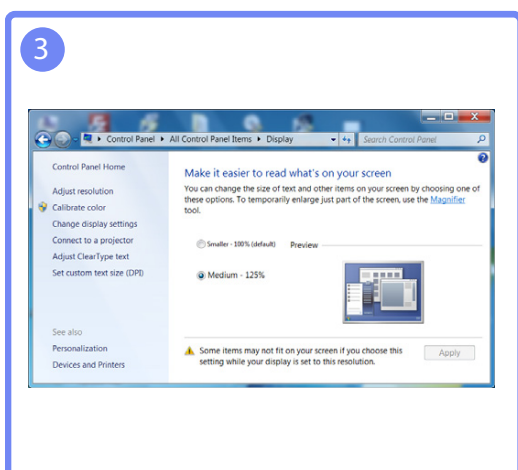 3
Control Panel ▸ All Control Panel Items ▸ Display
Search Control Panel
Control Panel Home
Adjust resolution
Calibrate color
Change display settings
Connect to a projector
Adjust ClearType text
Set custom text size (DPI)
See also
Personalization
Devices and Printers
Make it easier to read what's on your screen
You can change the size of text and other items on your screen by choosing one of
these options. To temporarily enlarge just part of the screen, use the Magnifier
tool.
Smaller - 100% (default)
Preview
Medium - 125%
Some items may not fit on your screen if you choose this
setting while your display is set to this resolution.
Apply